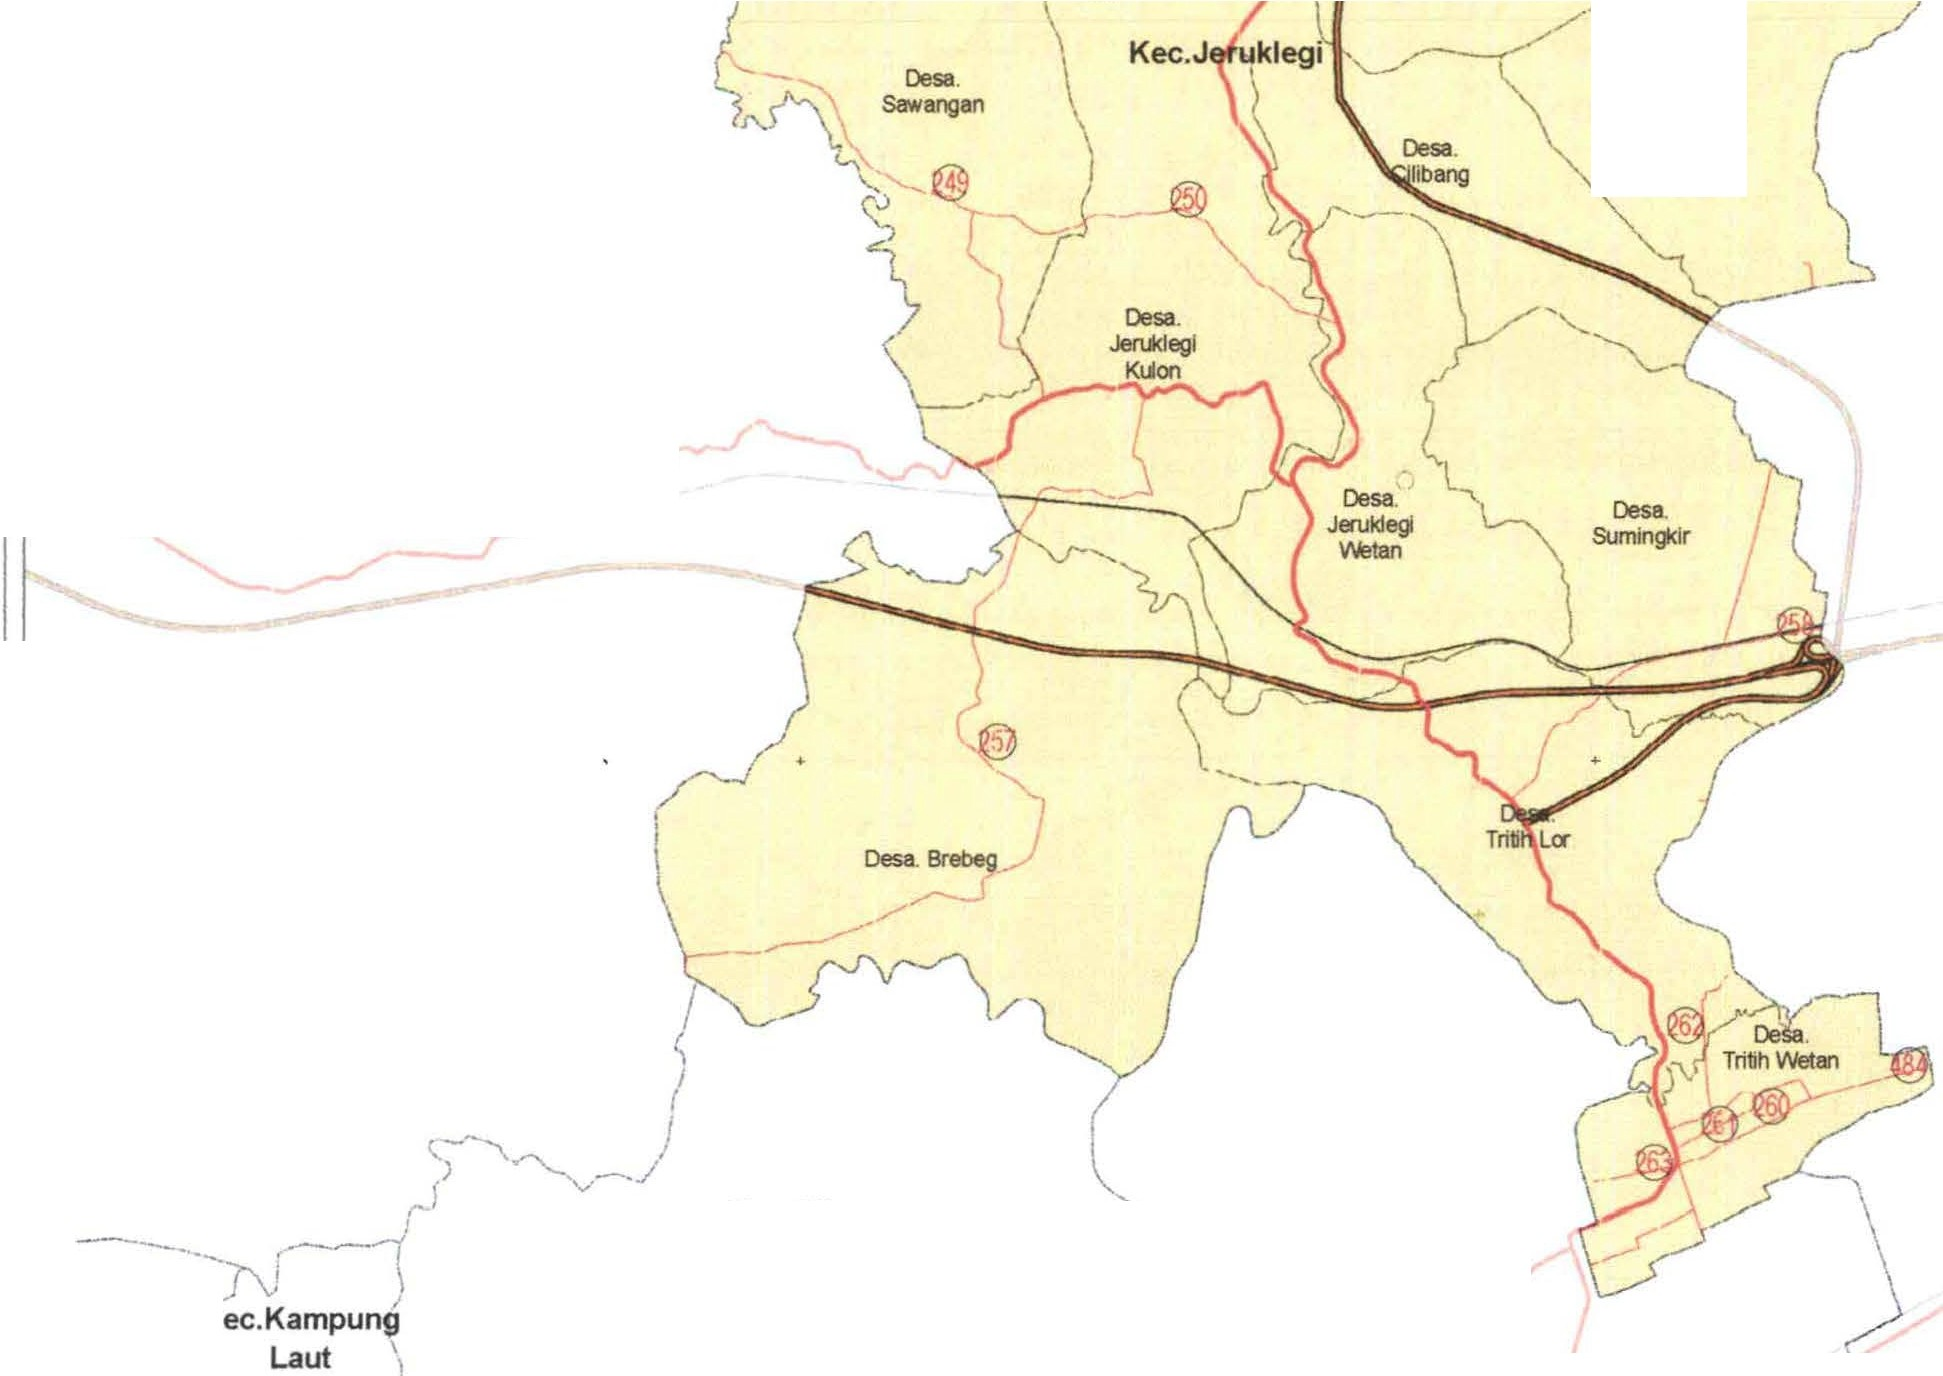 Kec.Jeruklegi
Desa.
Sawangan
Desa.
Cilibang
249
250
Desa.
Jeruklegi
Kulon
Desa.
Jeruklegi
Wetan
Desa.
Sumingkir
258
257
Desa.
Tritih Lor
Desa. Brebeg
262
Desa.
Tritih Wetan
484
260
261
263
ec.Kampung
Laut